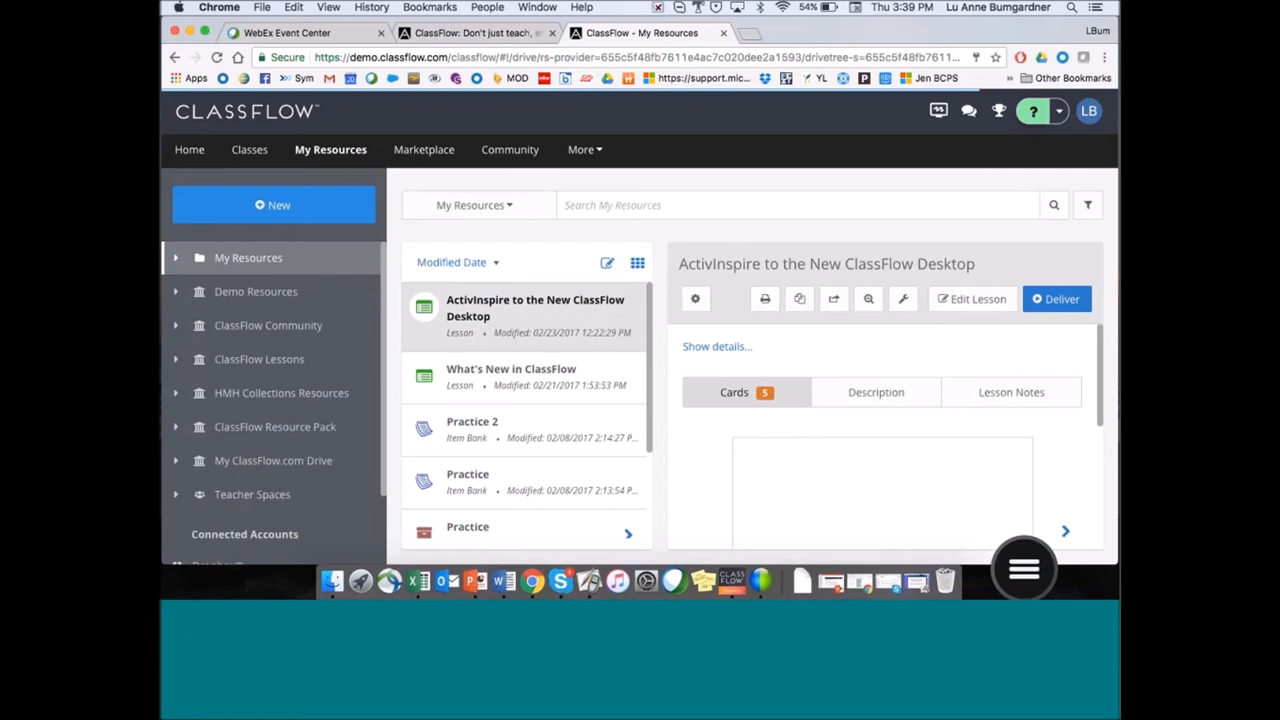 Chrome File Edit View History Bookmarks People Window Help 54% Thu 3:39 PM Lu Anne Bumgardner
WebEx Event Center × ClassFlow: Don't just teach, e × ClassFlow - My Resources × LBum
Secure https://demo.classflow.com/classflow/#!/drive/rs-provider=655c5f48fb7611e4ac7c020dc2a1593/drivetree-s=655c5f48fb7611...
Apps Sym 20 MOD YL P Jen BCPS https://support.mic... » Other Bookmarks
CLASSFLOW™ ? LB
Home Classes My Resources Marketplace Community More
New
My Resources
Search My Resources
My Resources
Demo Resources
ClassFlow Community
ClassFlow Lessons
HMH Collections Resources
ClassFlow Resource Pack
My ClassFlow.com Drive
Teacher Spaces
Connected Accounts
Modified Date
ActivInspire to the New ClassFlow
Desktop
Lesson • Modified: 02/23/2017 12:22:29 PM
What's New in ClassFlow
Lesson • Modified: 02/21/2017 1:53:53 PM
Practice 2
Item Bank • Modified: 02/08/2017 2:14:27 P...
Practice
Item Bank • Modified: 02/08/2017 2:13:54 P...
Practice
ActivInspire to the New ClassFlow Desktop
Edit Lesson Deliver
Show details...
Cards 5 Description Lesson Notes
CLASS
FLOW